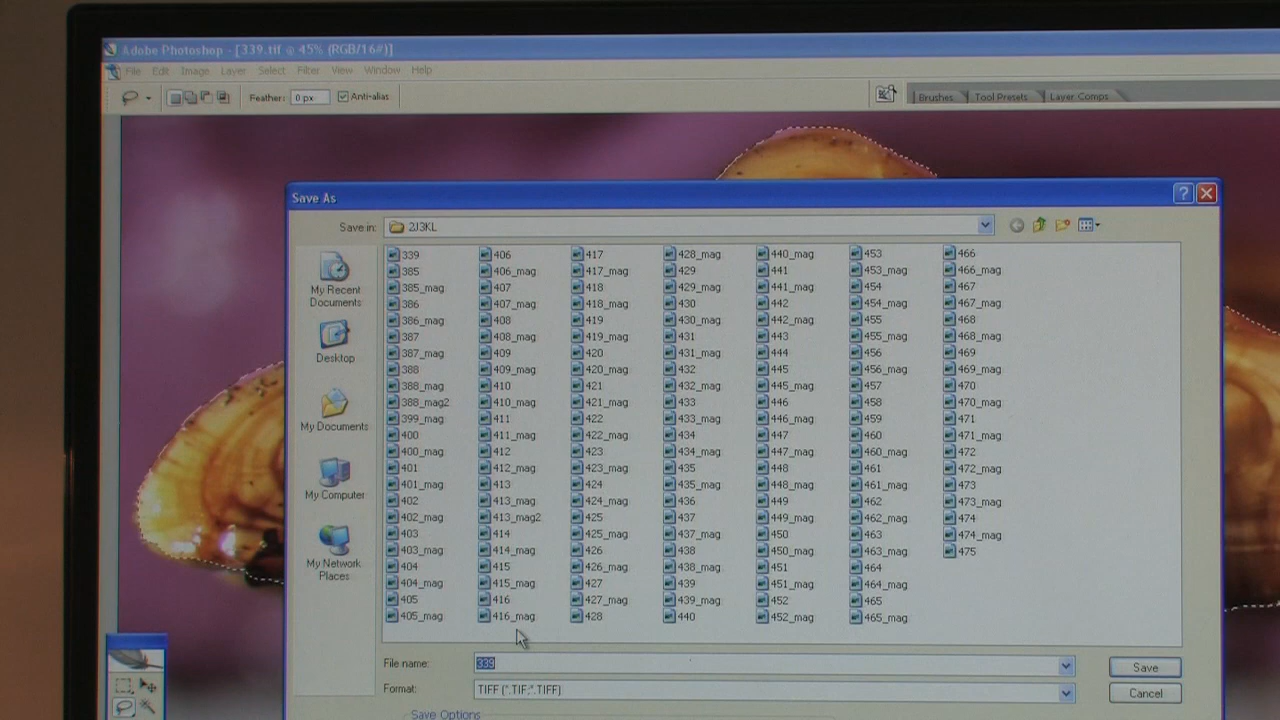 Adobe Photoshop - [339.tif @ 45% (RGB/16#)]
File Edit Image Layer Select Filter View Window Help
Feather: 0 px Anti-alias Brushes Tool Presets Layer Comps
Save As
Save in: 2J3KL
My Recent Documents
Desktop
My Documents
My Computer
My Network Places
339 406 417 428_mag 440_mag 453 466
385 406_mag 417_mag 429 441 453_mag 466_mag
385_mag 407 418 429_mag 441_mag 454 467
386 407_mag 418_mag 430 442 454_mag 467_mag
386_mag 408 419 430_mag 442_mag 455 468
387 408_mag 419_mag 431 443 455_mag 468_mag
387_mag 409 420 431_mag 444 456 469
388 409_mag 420_mag 432 445 456_mag 469_mag
388_mag 410 421 432_mag 445_mag 457 470
388_mag2 410_mag 421_mag 433 446 458 470_mag
399_mag 411 422 433_mag 446_mag 459 471
400 411_mag 422_mag 434 447 460 471_mag
400_mag 412 423 434_mag 447_mag 460_mag 472
401 412_mag 423_mag 435 448 461 472_mag
401_mag 413 424 435_mag 448_mag 461_mag 473
402 413_mag 424_mag 436 449 462 473_mag
402_mag 413_mag2 425 437 449_mag 462_mag 474
403 414 425_mag 437_mag 450 463 474_mag
403_mag 414_mag 426 438 450_mag 463_mag 475
404 415 426_mag 438_mag 451 464
404_mag 415_mag 427 439 451_mag 464_mag
405 416 427_mag 439_mag 452 465
405_mag 416_mag 428 440 452_mag 465_mag
File name: 339 Save
Format: TIFF (*.TIF;*.TIFF) Cancel
Save Options